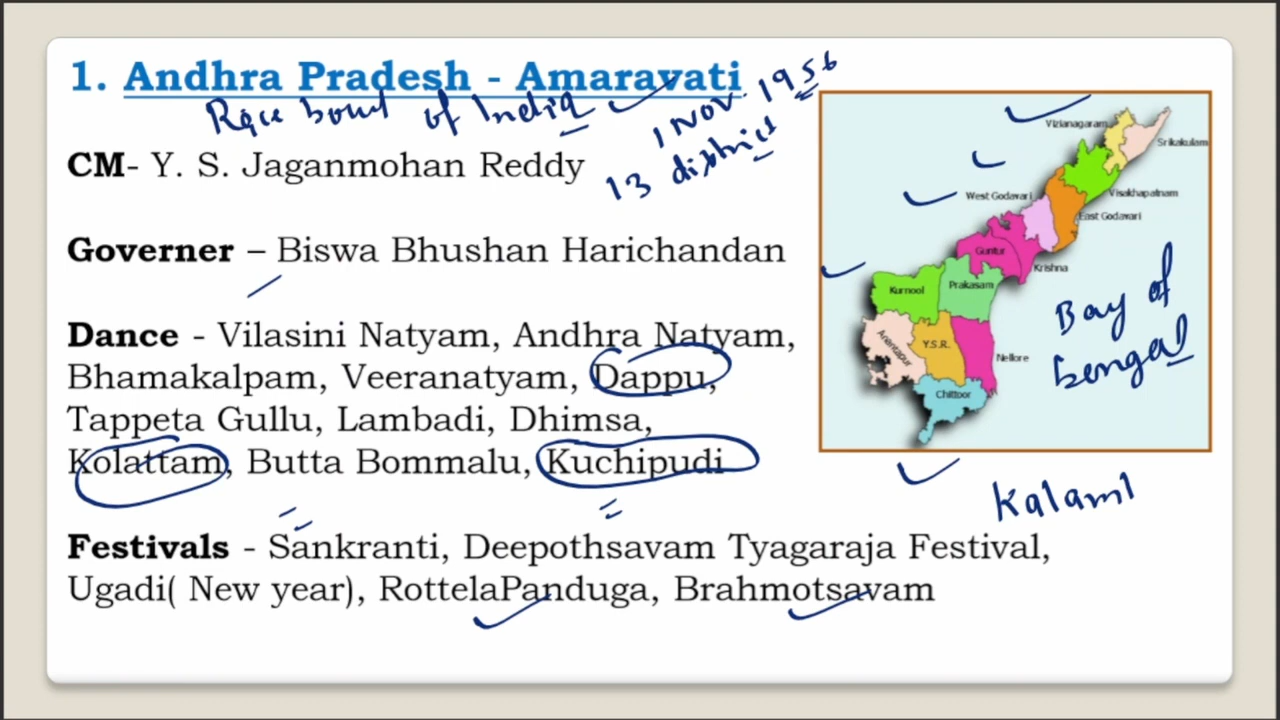 1. Andhra Pradesh - Amaravati
Rice bowl of India
1 Nov. 1956
13 district
CM- Y. S. Jaganmohan Reddy
Governer – Biswa Bhushan Harichandan
Dance - Vilasini Natyam, Andhra Natyam,
Bhamakalpam, Veeranatyam, Dappu,
Tappeta Gullu, Lambadi, Dhimsa,
Kolattam, Butta Bommalu, Kuchipudi
Festivals - Sankranti, Deepothsavam Tyagaraja Festival,
Ugadi( New year), RottelaPanduga, Brahmotsavam
Vizianagaram
Srikakulam
West Godavari
Visakhapatnam
East Godavari
Guntur
Krishna
Kurnool
Prakasam
Anantapur
Y.S.R.
Nellore
Chittoor
Bay of
bengal